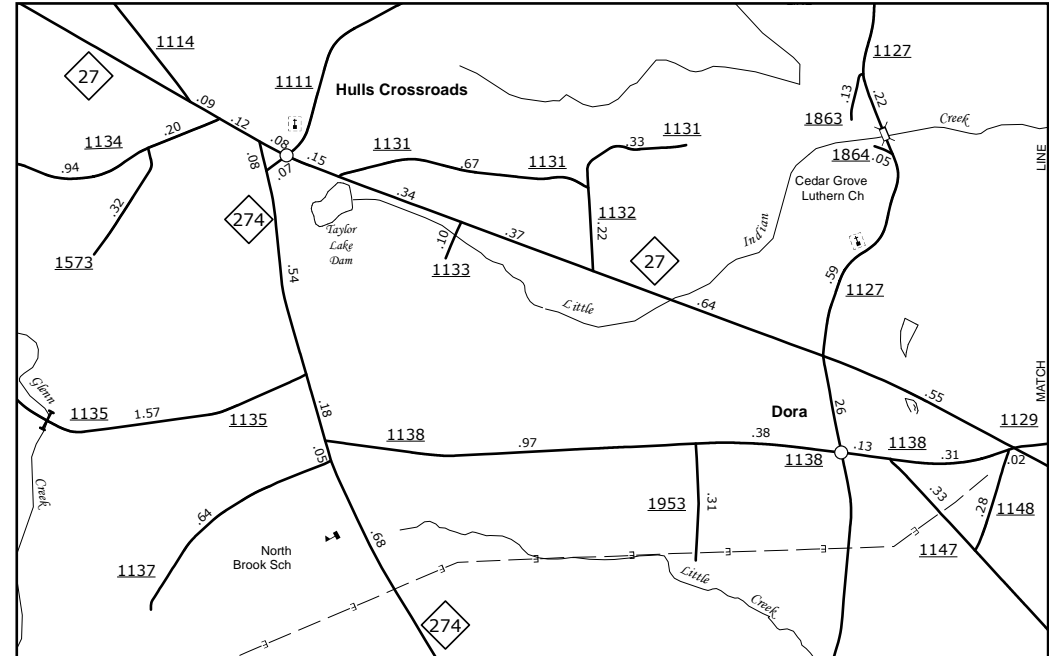 1114
1127
27
1111
Hulls Crossroads
.09
.13
.22
.12
1863
Creek
.20
1134
.08
.15
1131
.33
1131
LINE
.94
.08
.07
.67
1131
1864
.05
Cedar Grove
Luthern Ch
.32
.34
1132
274
Taylor
Lake
Dam
.10
.37
.22
Indian
1573
1133
27
.59
.54
1127
Little
.64
Glenn
MATCH
.55
1135
1.57
1135
.18
Dora
26
1129
1138
.97
.38
.13
1138
.05
1138
.31
.02
Creek
.64
1953
.31
.33
.28
1148
.68
E
North
Brook Sch
E
E
E
E
1147
1137
Little
E
Creek
274
E